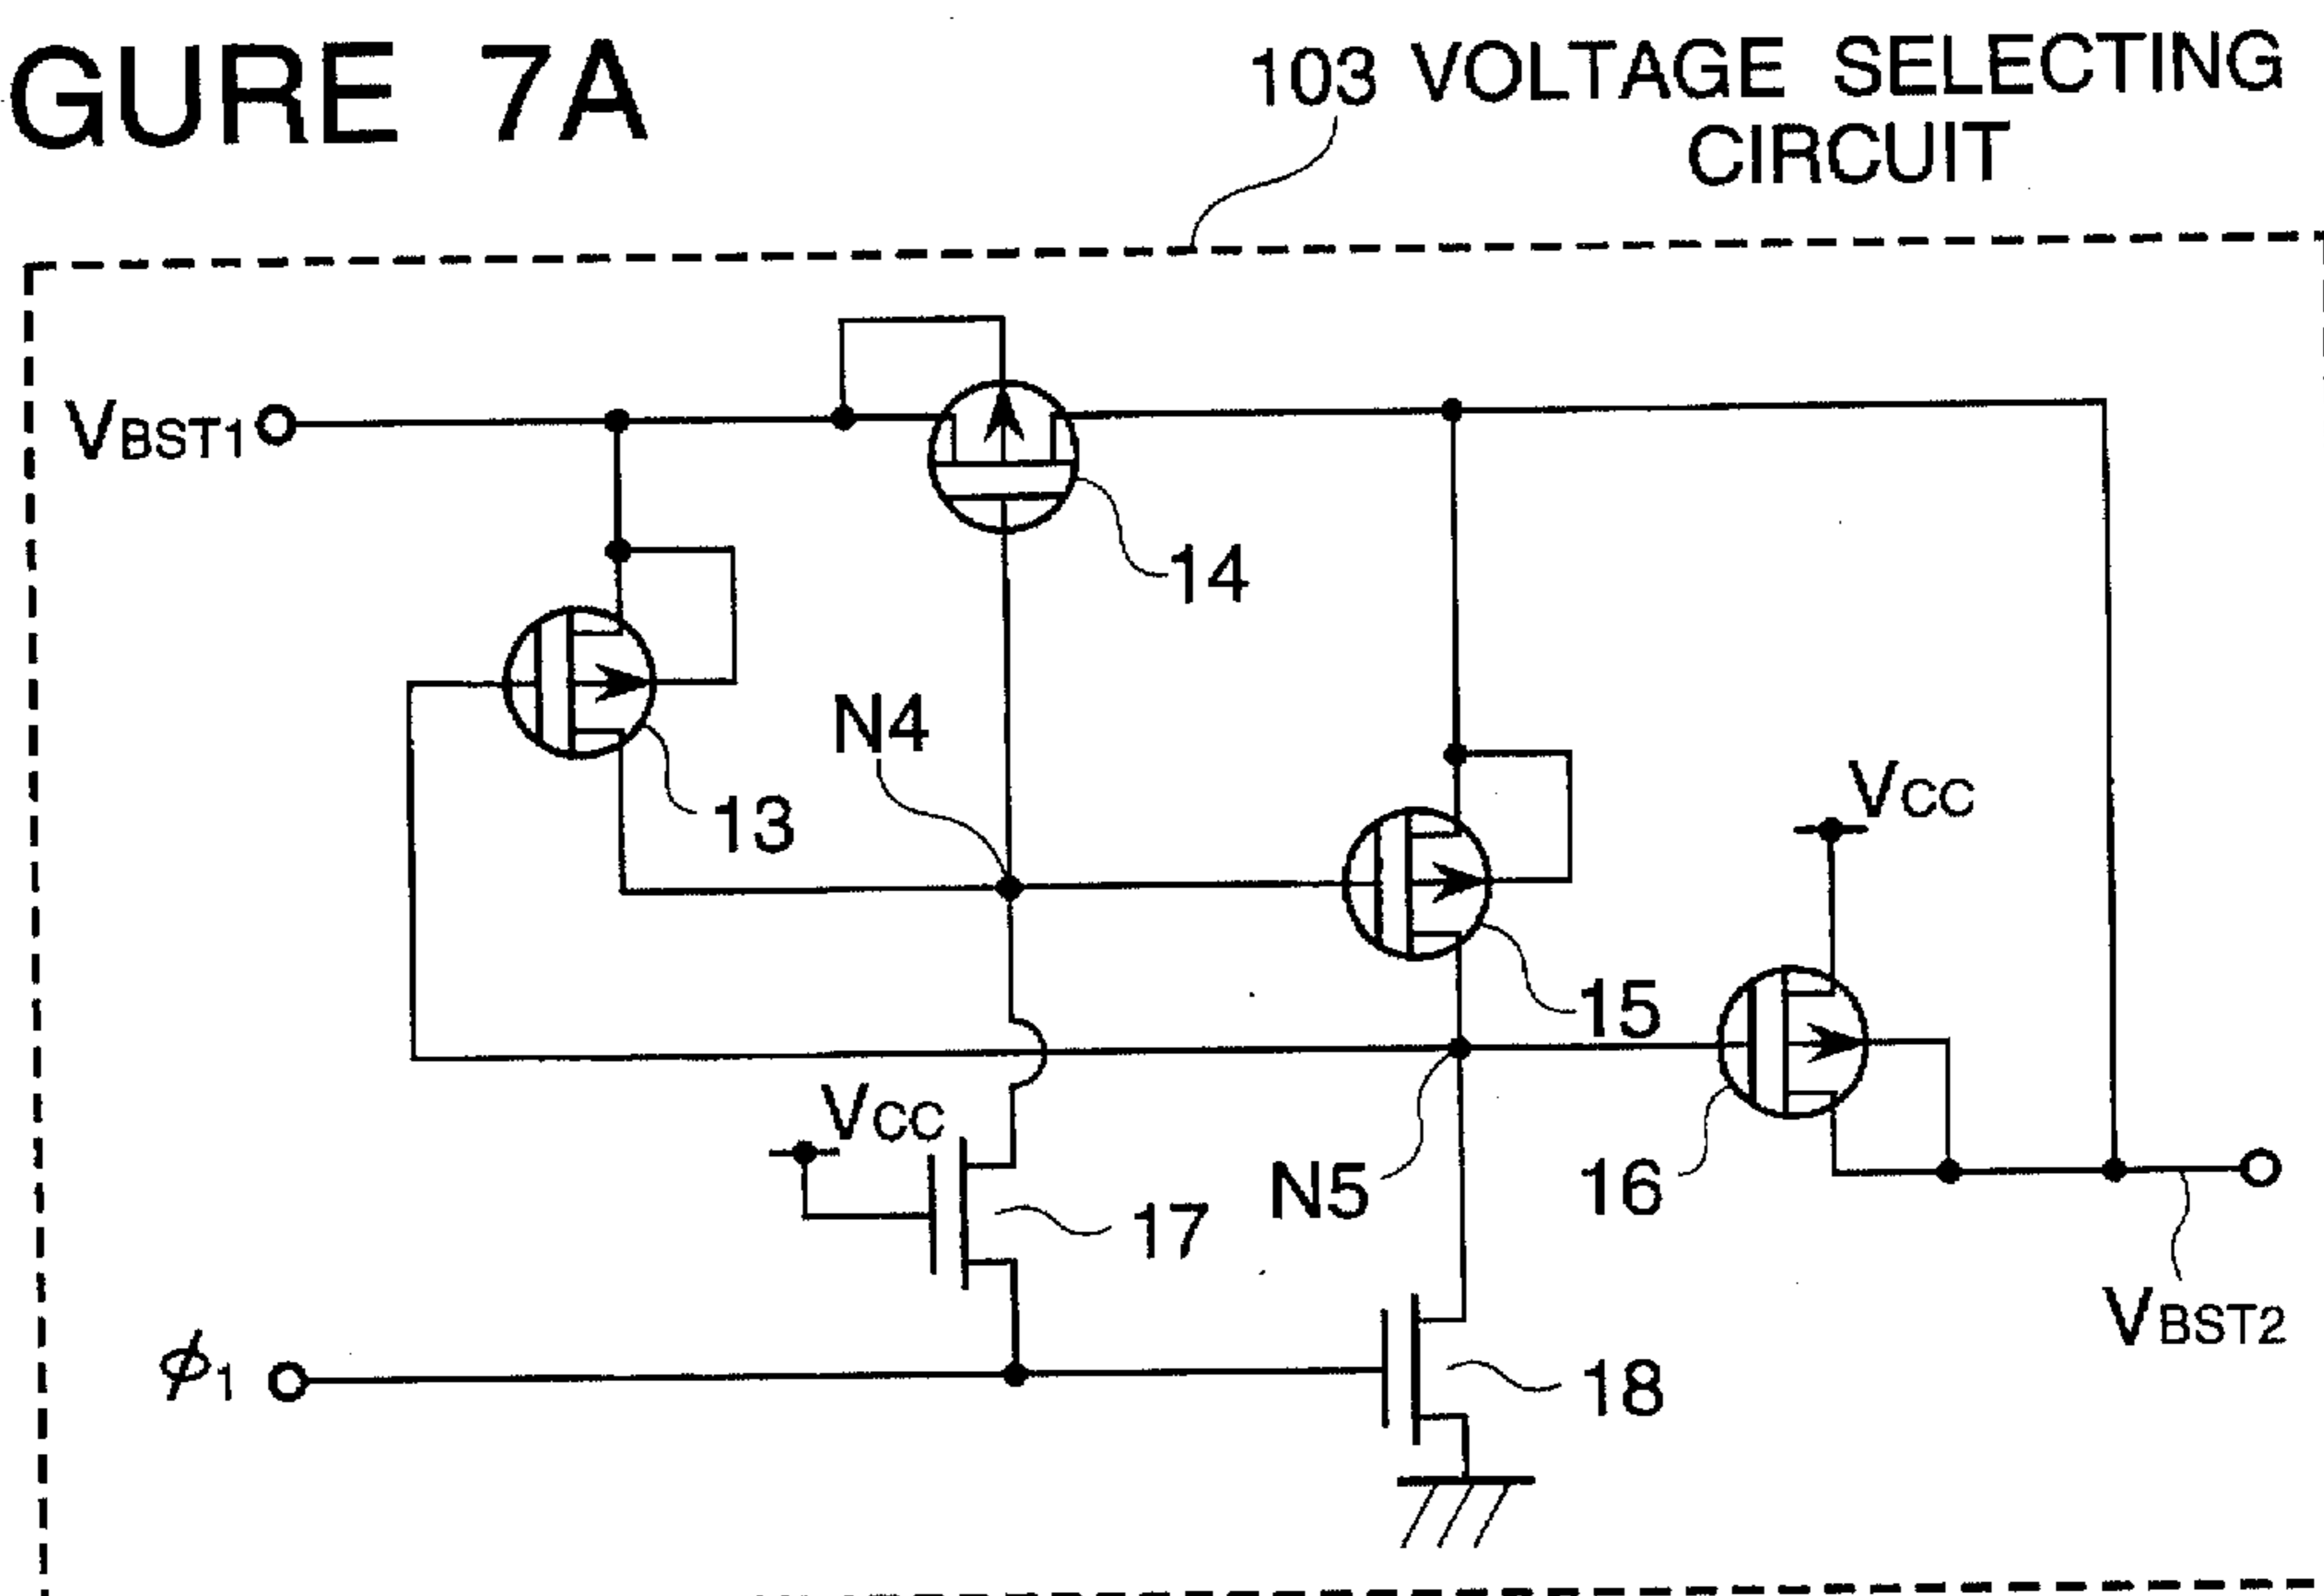 GURE 7A
103 VOLTAGE SELECTING
CIRCUIT
VBST1
14
N4
13
VCC
15
VCC
N5
16
17
VBST2
ϕ1
18